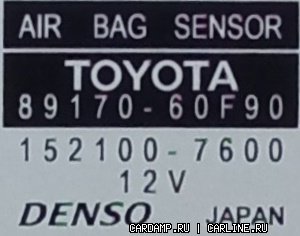 AIR BAG SENSOR
TOYOTA
89170-60F90
152100-7600
12V
DENSO JAPAN
CARDAMP.RU | CARLINE.RU